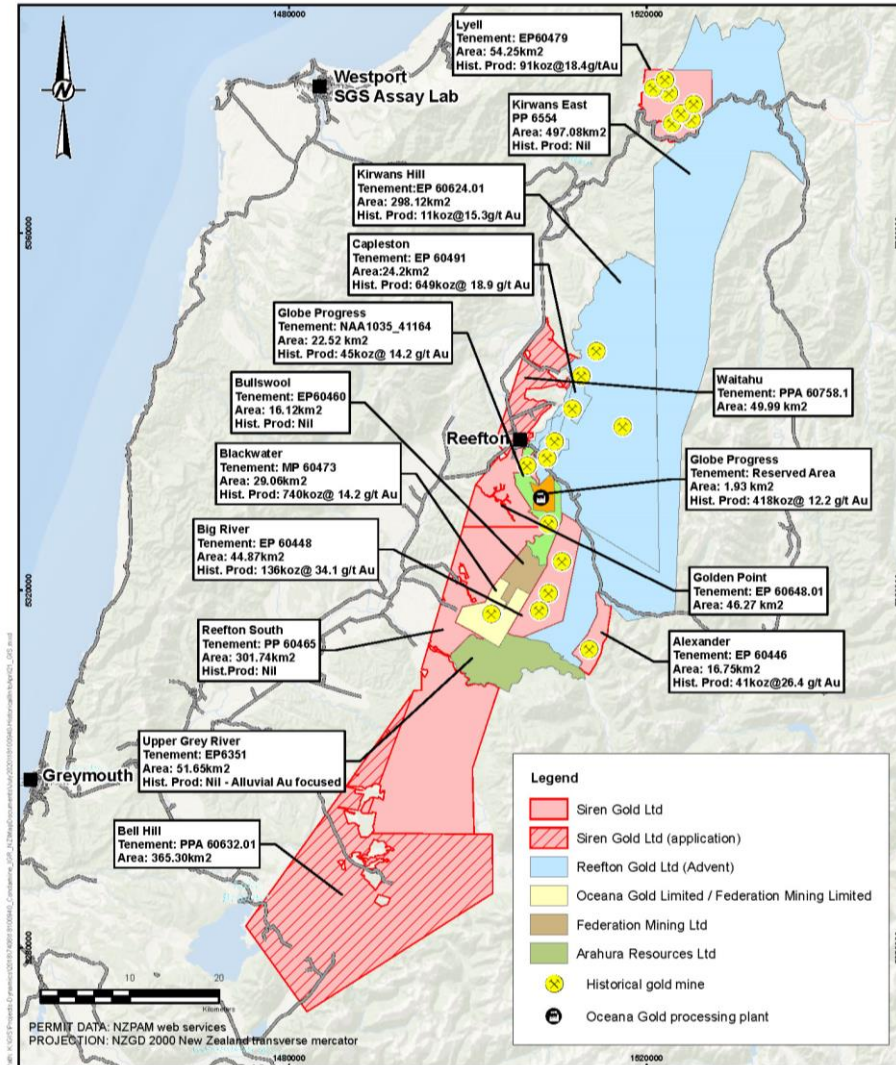 1480000
1520000
Lyell
Tenement: EP60479
Area: 54.25km2
Hist. Prod: 91koz@18.4g/tAu
N
Westport
SGS Assay Lab
Kirwans East
PP 6554
Area: 497.08km2
Hist. Prod: Nil
Kirwans Hill
Tenement:EP 60624.01
Area: 298.12km2
Hist. Prod: 11koz@15.3g/t Au
5360000
Capleston
Tenement: EP 60491
Area:24.2km2
Hist. Prod: 649koz@ 18.9 g/t Au
Globe Progress
Tenement: NAA1035_41164
Area: 22.52 km2
Hist. Prod: 45koz@ 14.2 g/t Au
Bullswool
Tenement: EP60460
Area: 16.12km2
Hist. Prod: Nil
Waitahu
Tenement: PPA 60758.1
Area: 49.99 km2
Reefton
Blackwater
Tenement: MP 60473
Area: 29.06km2
Hist. Prod: 740koz@ 14.2 g/t Au
Globe Progress
Tenement: Reserved Area
Area: 1.93 km2
Hist. Prod: 418koz@ 12.2 g/t Au
Big River
Tenement: EP 60448
Area: 44.87km2
Hist. Prod: 136koz@ 34.1 g/t Au
Golden Point
Tenement: EP 60648.01
Area: 46.27 km2
5320000
Reefton South
Tenement: PP 60465
Area: 301.74km2
Hist.Prod: Nil
Alexander
Tenement: EP 60446
Area: 16.75km2
Hist. Prod: 41koz@26.4 g/t Au
Upper Grey River
Tenement: EP6351
Area: 51.65km2
Hist. Prod: Nil - Alluvial Au focused
Greymouth
Bell Hill
Tenement: PPA 60632.01
Area: 365.30km2
Legend
Siren Gold Ltd
Siren Gold Ltd (application)
Reefton Gold Ltd (Advent)
Oceana Gold Limited / Federation Mining Limited
Federation Mining Ltd
Arahura Resources Ltd
Historical gold mine
Oceana Gold processing plant
10
20
Kilometers
PERMIT DATA: NZPAM web services
PROJECTION: NZGD 2000 New Zealand transverse mercator
1480000
1520000